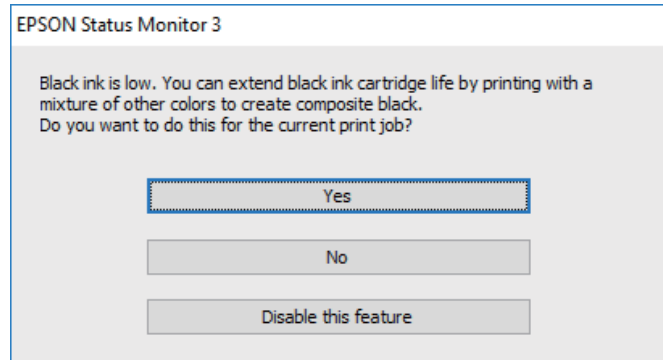 EPSON Status Monitor 3
Black ink is low. You can extend black ink cartridge life by printing with a
mixture of other colors to create composite black.
Do you want to do this for the current print job?
Yes
No
Disable this feature